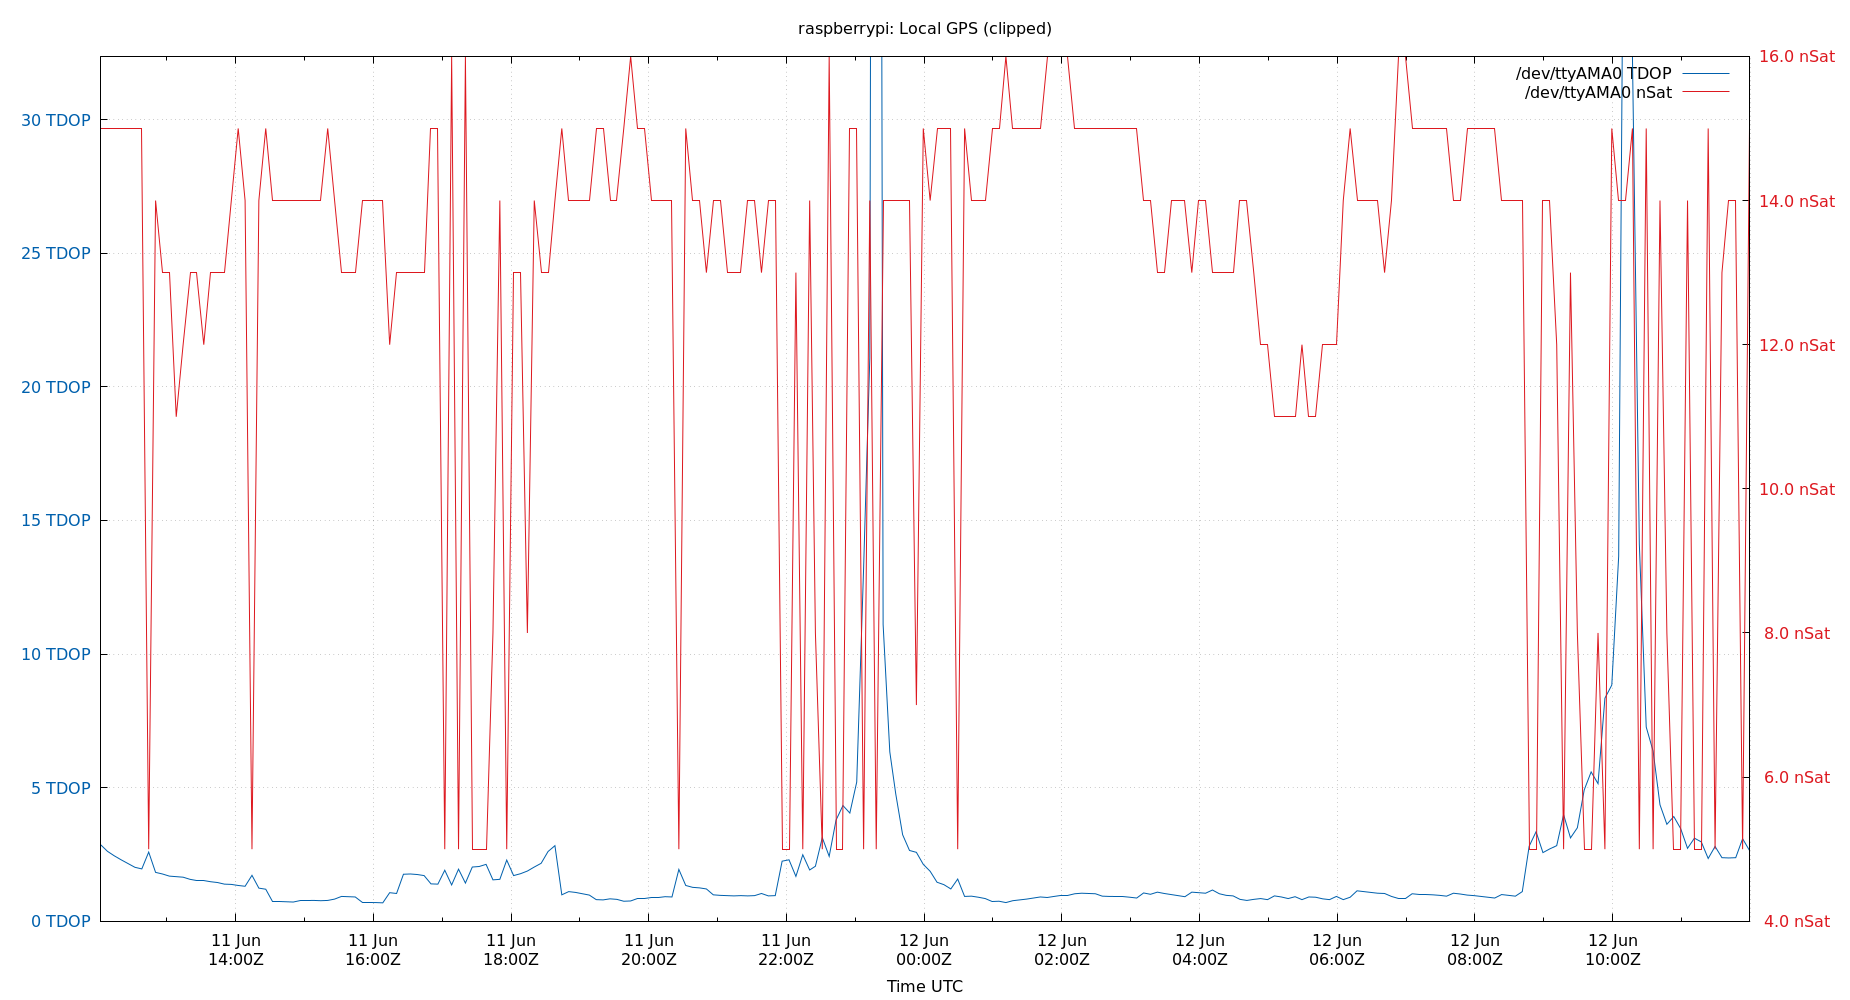 raspberrypi: Local GPS (clipped)
/dev/ttyAMA0 TDOP
/dev/ttyAMA0 nSat
30 TDOP
25 TDOP
20 TDOP
15 TDOP
10 TDOP
5 TDOP
0 TDOP
16.0 nSat
14.0 nSat
12.0 nSat
10.0 nSat
8.0 nSat
6.0 nSat
4.0 nSat
11 Jun
14:00Z
11 Jun
16:00Z
11 Jun
18:00Z
11 Jun
20:00Z
11 Jun
22:00Z
12 Jun
00:00Z
12 Jun
02:00Z
12 Jun
04:00Z
12 Jun
06:00Z
12 Jun
08:00Z
12 Jun
10:00Z
Time UTC